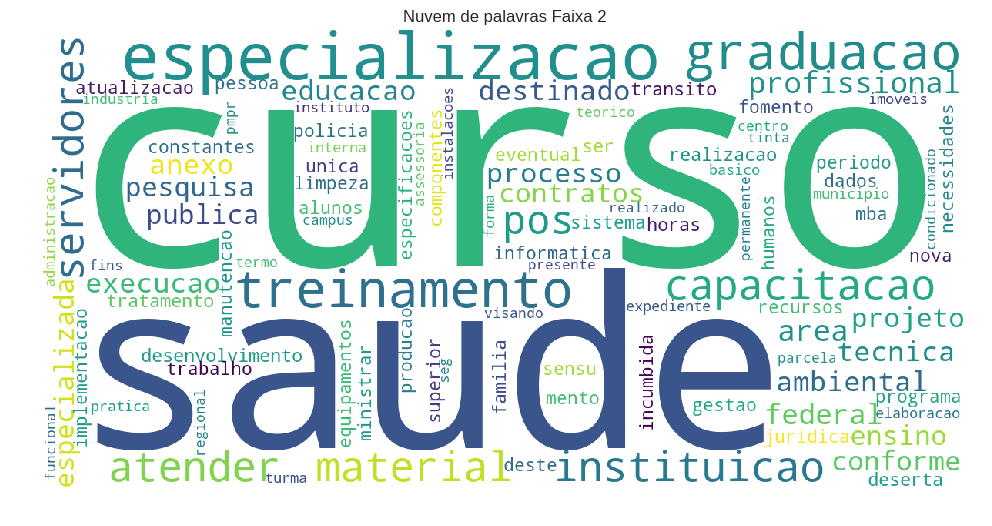 Nuvem de palavras Faixa 2
especializacao
graduacao
servidores
atualizacao
industria
pmpr
pessoa
educacao
destinado
transito
profissional
fomento
imoveis
curso
constantes
anexo
pesquisa
publica
instituto
policia
interna
unica
limpeza
alunos
campus
especificacoes
assessoria
componentes
instalacoes
teorico
eventual
ser
processo
contratos
realizado
pos
sistema
horas
forma
informatica
presente
realizacao
basico
centro
tinta
permanente
humanos
periodo
dados
municipio
mba
condicionado
necessidades
nova
administracao
fins
manutencao
termo
execucao
tratamento
treinamento
visando
expediente
capacitacao
recursos
especializada
implementacao
saude
desenvolvimento
trabalho
pratica
regional
funcional
equipamentos
ministrar
producao
superior
seg
familia
sensu
mento
incumbida
area
projeto
parcela
tecnica
ambiental
gestao
programa
elaboracao
federal
juridica
ensino
atender
turma
material
deste
instituicao
conforme
deserta